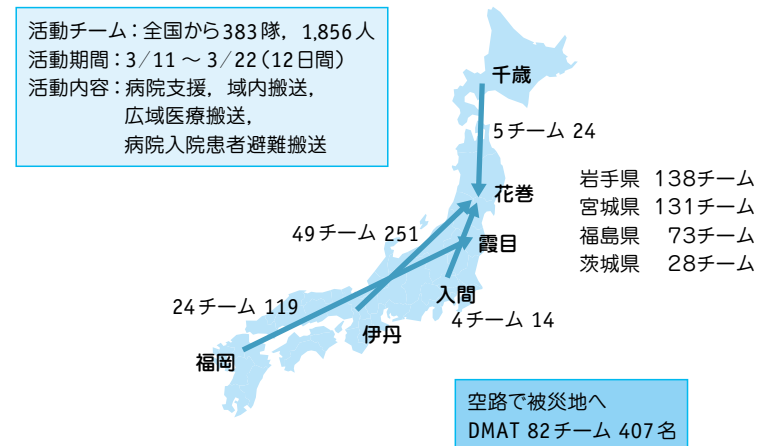 活動チーム：全国から383隊，1,856人
活動期間：3／11 ～ 3／22（12日間）
活動内容：病院支援，域内搬送，
広域医療搬送，
病院入院患者避難搬送
千歳
5チーム 24
花巻
岩手県 138チーム
宮城県 131チーム
福島県 73チーム
茨城県 28チーム
49チーム 251
霞目
24チーム 119
入間
4チーム 14
伊丹
福岡
空路で被災地へ
DMAT 82チーム 407名